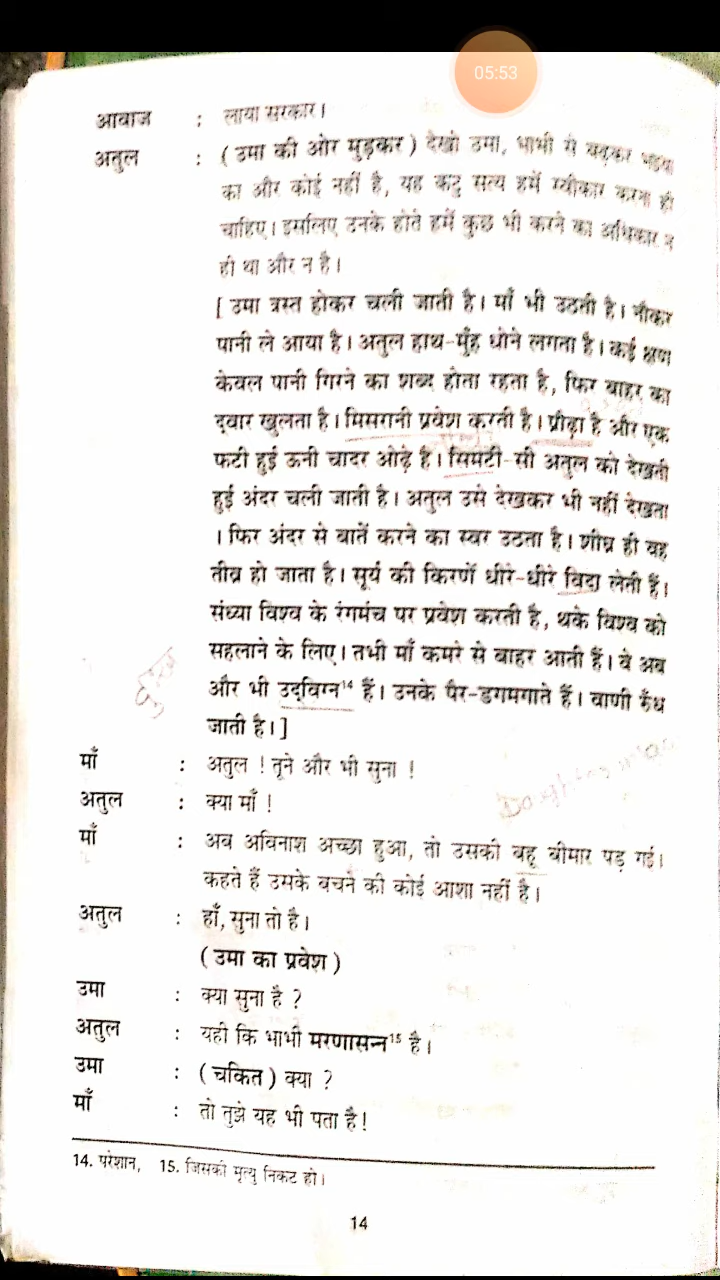 05:53
आवाज : लाया सरकार।
अतुल : ( उमा की ओर मुड़कर ) देखो उमा, भाभी से बढ़कर भइया
का और कोई नहीं है, यह कटु सत्य हमें स्वीकार करना ही
चाहिए। इसलिए उनके होते हमें कुछ भी करने का अधिकार न
ही था और न है।
[ उमा त्रस्त होकर चली जाती है। माँ भी उठती है। नौकर
पानी ले आया है। अतुल हाथ-मुँह धोने लगता है। कई क्षण
केवल पानी गिरने का शब्द होता रहता है, फिर बाहर का
द्वार खुलता है। मिसरानी प्रवेश करती है। प्रौढ़ा है और एक
फटी हुई ऊनी चादर ओढ़े है। सिमटी-सी अतुल को देखती
हुई अंदर चली जाती है। अतुल उसे देखकर भी नहीं देखता
। फिर अंदर से बातें करने का स्वर उठता है। शीघ्र ही वह
तीव्र हो जाता है। सूर्य की किरणें धीरे-धीरे विदा लेती हैं।
संध्या विश्व के रंगमंच पर प्रवेश करती है, थके विश्व को
सहलाने के लिए। तभी माँ कमरे से बाहर आती हैं। वे अब
और भी उद्विग्न¹⁴ हैं। उनके पैर-डगमगाते हैं। वाणी रुँध
जाती है। ]
माँ : अतुल ! तूने और भी सुना !
अतुल : क्या माँ !
Daughter
माँ : अब अविनाश अच्छा हुआ, तो उसकी बहू बीमार पड़ गई।
कहते हैं उसके बचने की कोई आशा नहीं है।
अतुल : हाँ, सुना तो है।
( उमा का प्रवेश )
उमा : क्या सुना है ?
अतुल : यही कि भाभी मरणासन्न¹⁵ है।
उमा : ( चकित ) क्या ?
माँ : तो तुझे यह भी पता है!
14. परेशान, 15. जिसकी मृत्यु निकट हो।
14